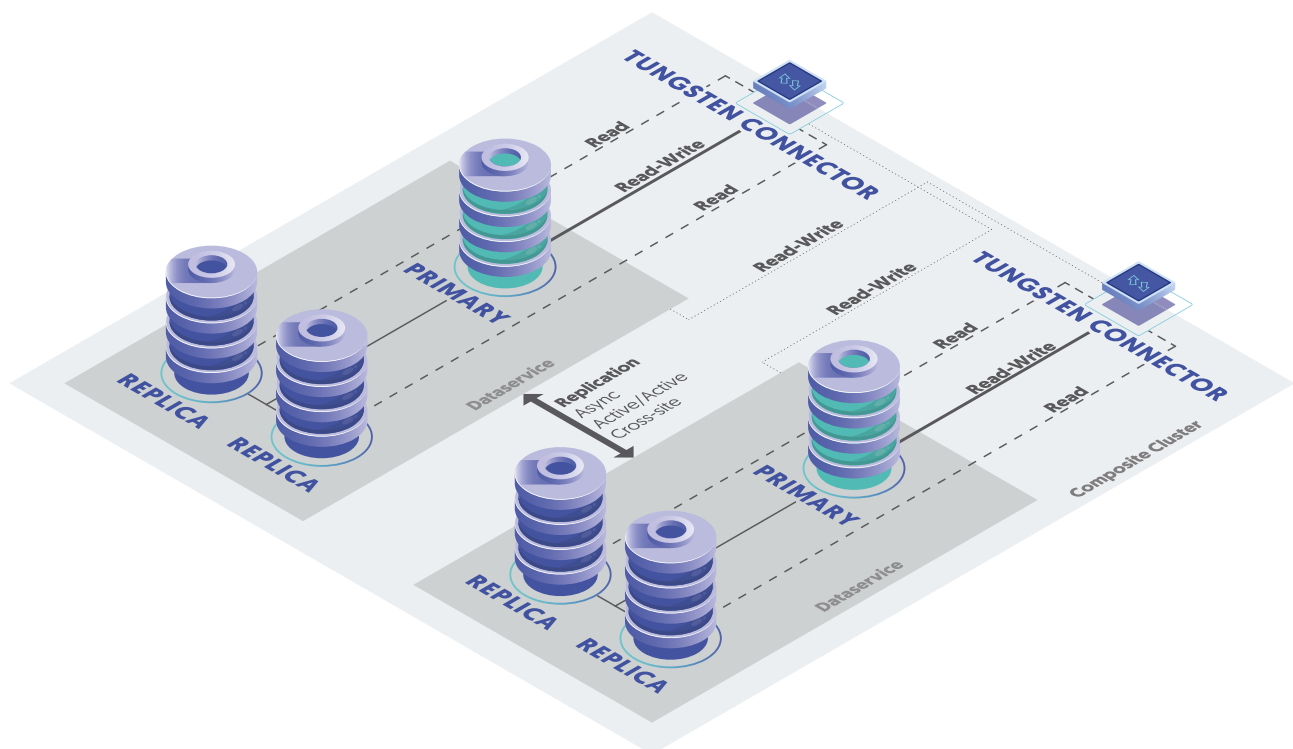 TUNGSTEN CONNECTOR
Read
Read-Write
Read
PRIMARY
REPLICA
REPLICA
Dataservice
Read-Write
Read-Write
Replication
Async
Active/Active
Cross-site
TUNGSTEN CONNECTOR
Read
Read-Write
Read
PRIMARY
REPLICA
REPLICA
Dataservice
Composite Cluster